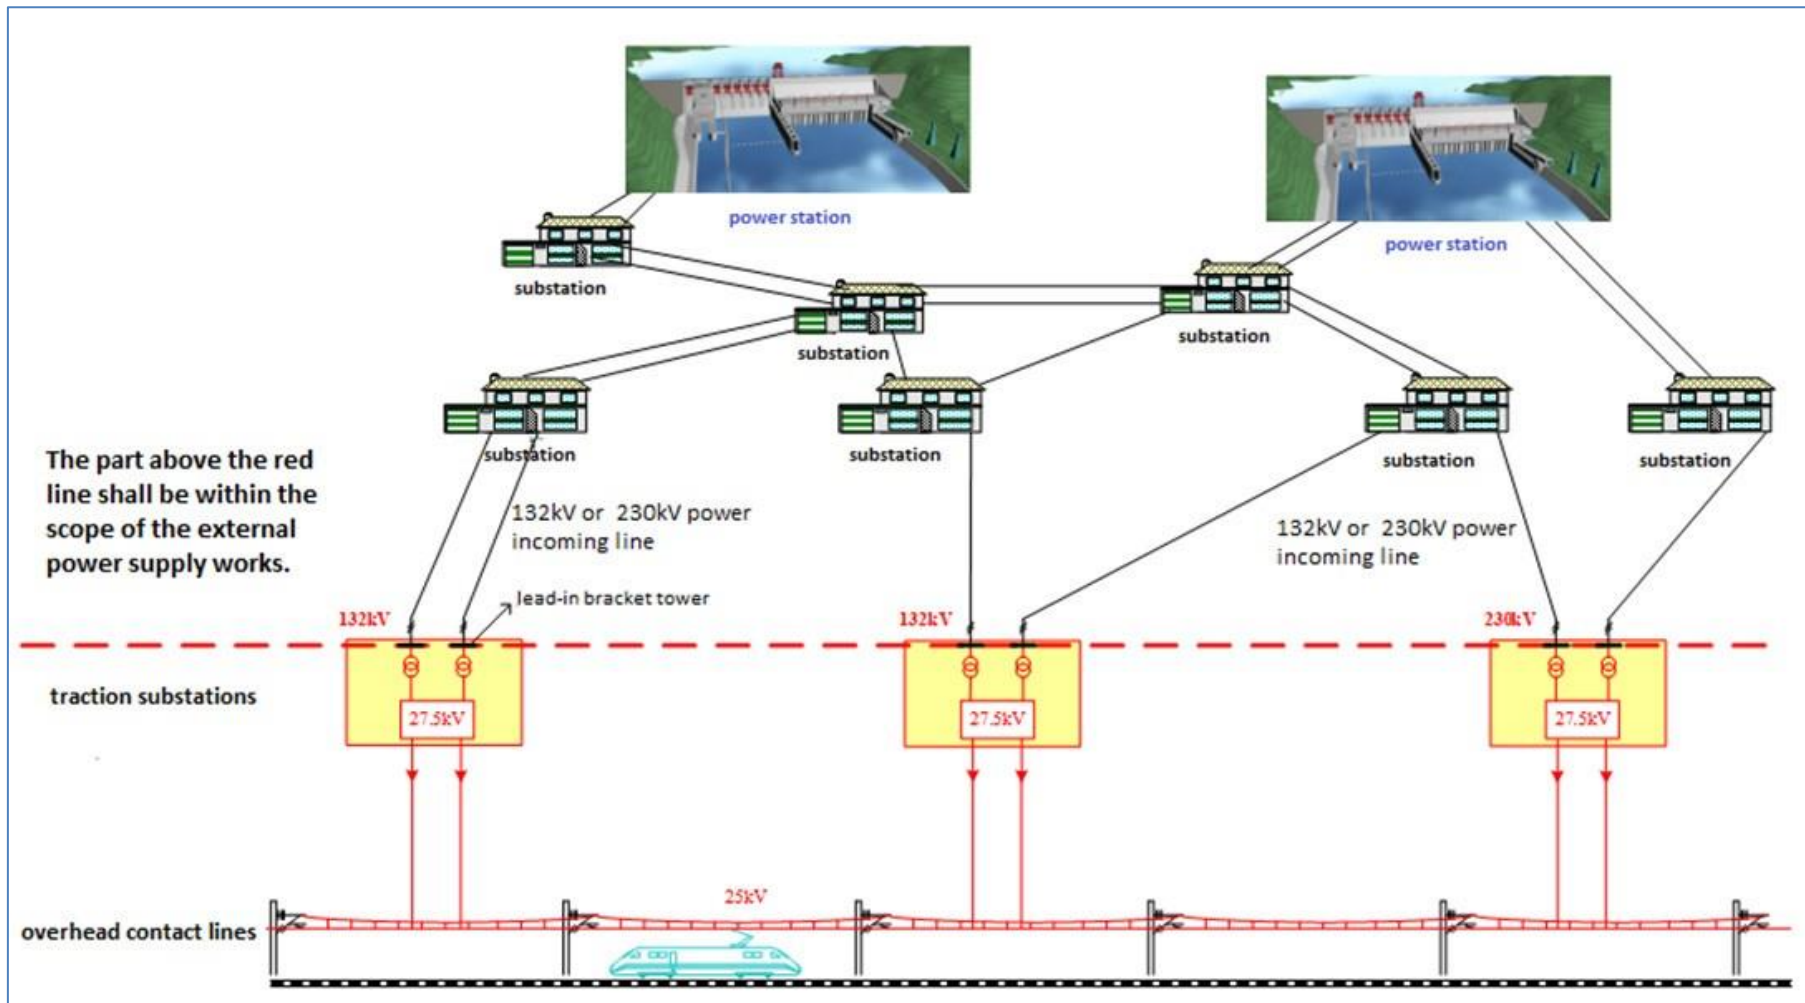 power station
power station
substation
substation
substation
substation
substation
substation
substation
The part above the red
line shall be within the
scope of the external
power supply works.
132kV or 230kV power
incoming line
132kV or 230kV power
incoming line
lead-in bracket tower
132kV
132kV
230kV
traction substations
27.5kV
27.5kV
27.5kV
25kV
overhead contact lines